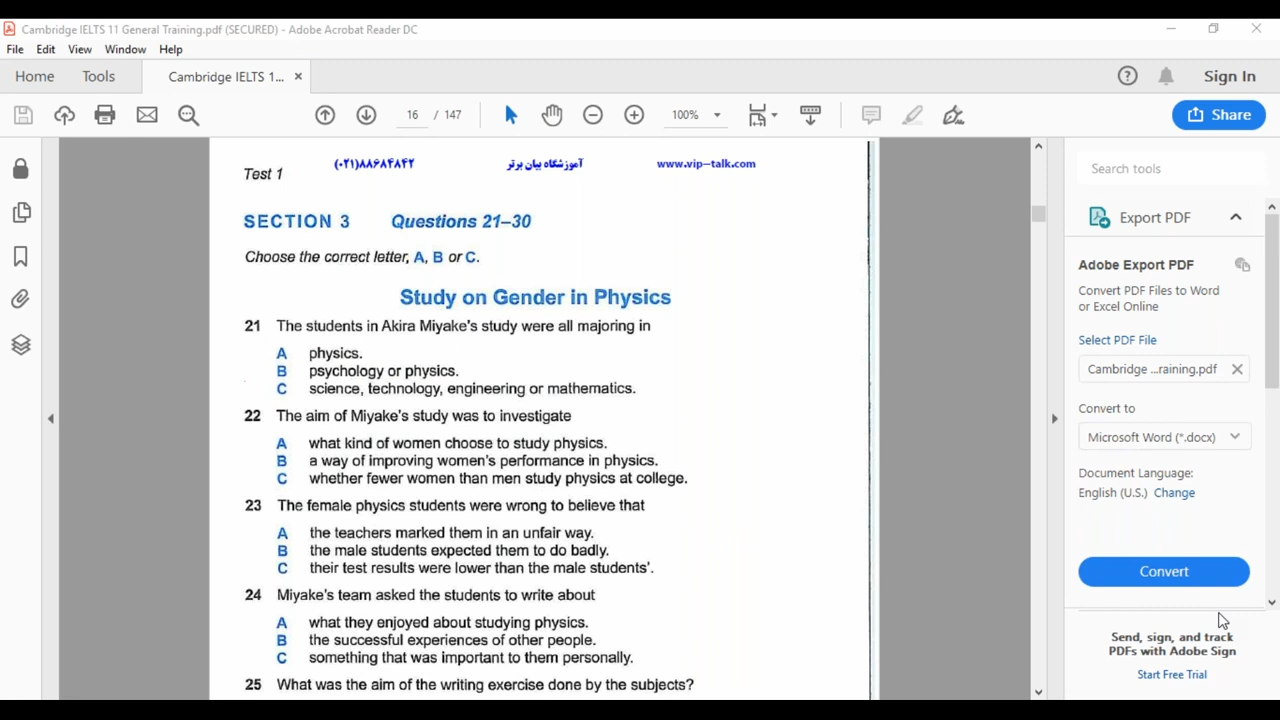 Cambridge IELTS 11 General Training.pdf (SECURED) - Adobe Acrobat Reader DC
File Edit View Window Help
Home Tools Cambridge IELTS 1... × Sign In
16 / 147 100% Share
Test 1 (۰۲۱)۸۸۶۸۴۸۴۲ آموزشگاه بیان برتر www.vip-talk.com
SECTION 3 Questions 21–30
Choose the correct letter, A, B or C.
Study on Gender in Physics
21 The students in Akira Miyake's study were all majoring in
A physics.
B psychology or physics.
C science, technology, engineering or mathematics.
22 The aim of Miyake's study was to investigate
A what kind of women choose to study physics.
B a way of improving women's performance in physics.
C whether fewer women than men study physics at college.
23 The female physics students were wrong to believe that
A the teachers marked them in an unfair way.
B the male students expected them to do badly.
C their test results were lower than the male students'.
24 Miyake's team asked the students to write about
A what they enjoyed about studying physics.
B the successful experiences of other people.
C something that was important to them personally.
25 What was the aim of the writing exercise done by the subjects?
Search tools
Export PDF
Adobe Export PDF
Convert PDF Files to Word
or Excel Online
Select PDF File
Cambridge ...raining.pdf
Convert to
Microsoft Word (*.docx)
Document Language:
English (U.S.) Change
Convert
Send, sign, and track
PDFs with Adobe Sign
Start Free Trial